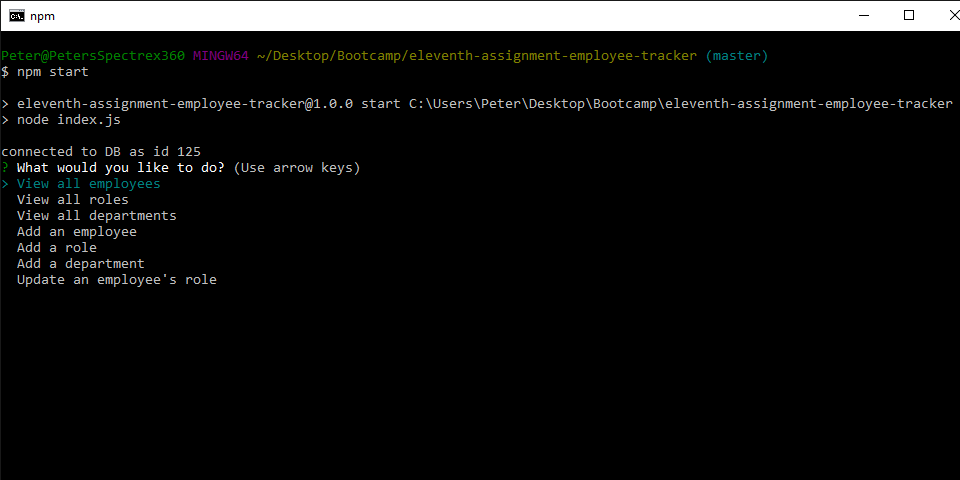 npm
Peter@PetersSpectrex360 MINGW64 ~/Desktop/Bootcamp/eleventh-assignment-employee-tracker (master)
$ npm start
> eleventh-assignment-employee-tracker@1.0.0 start C:\Users\Peter\Desktop\Bootcamp\eleventh-assignment-employee-tracker
> node index.js
connected to DB as id 125
? What would you like to do? (Use arrow keys)
> View all employees
View all roles
View all departments
Add an employee
Add a role
Add a department
Update an employee's role